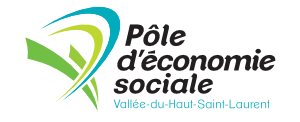 Pôle
d'économie
sociale
Vallée-du-Haut-Saint-Laurent